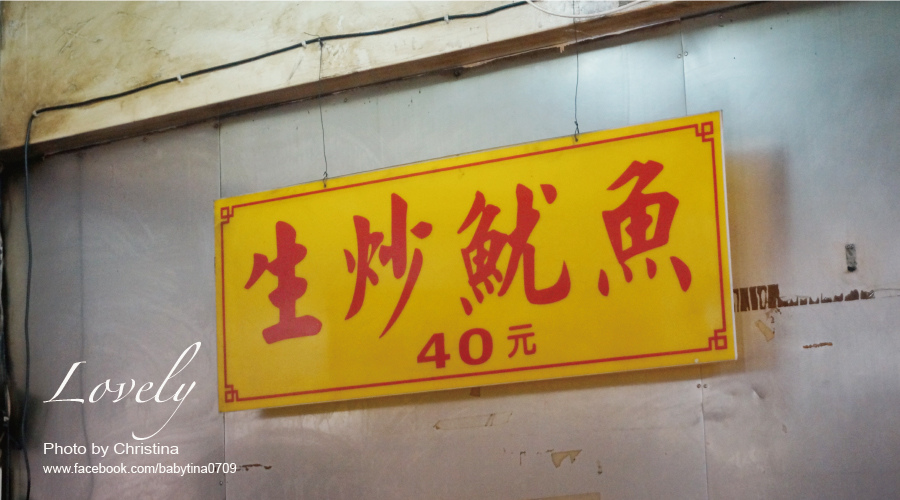 生炒魷魚
40元
Lovely
Photo by Christina
www.facebook.com/babytina0709